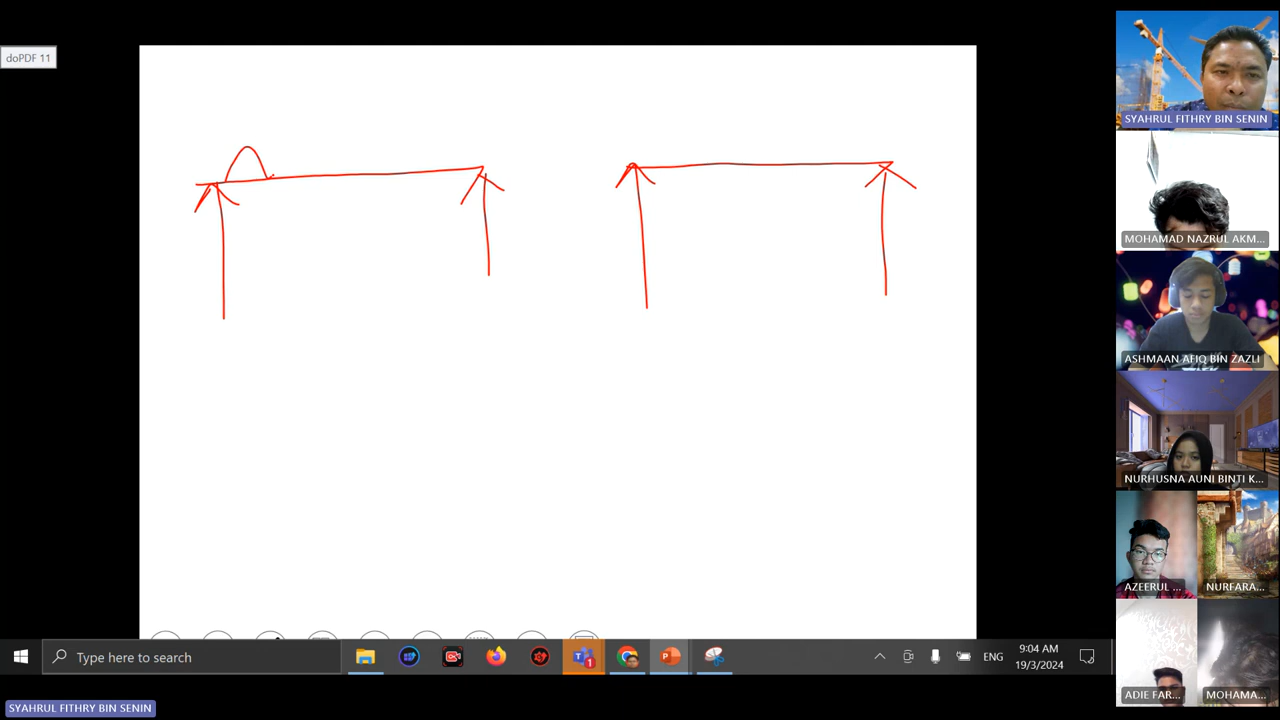 doPDF 11
SYAHRUL FITHRY BIN SENIN
MOHAMAD NAZRUL AKM...
ASHMAAN AFIQ BIN ZAZLI
NURHUSNA AUNI BINTI K...
AZEERUL ...
NURFARA...
ADIE FAR...
MOHAMA...
Type here to search
1
P
ENG
9:04 AM
19/3/2024
SYAHRUL FITHRY BIN SENIN